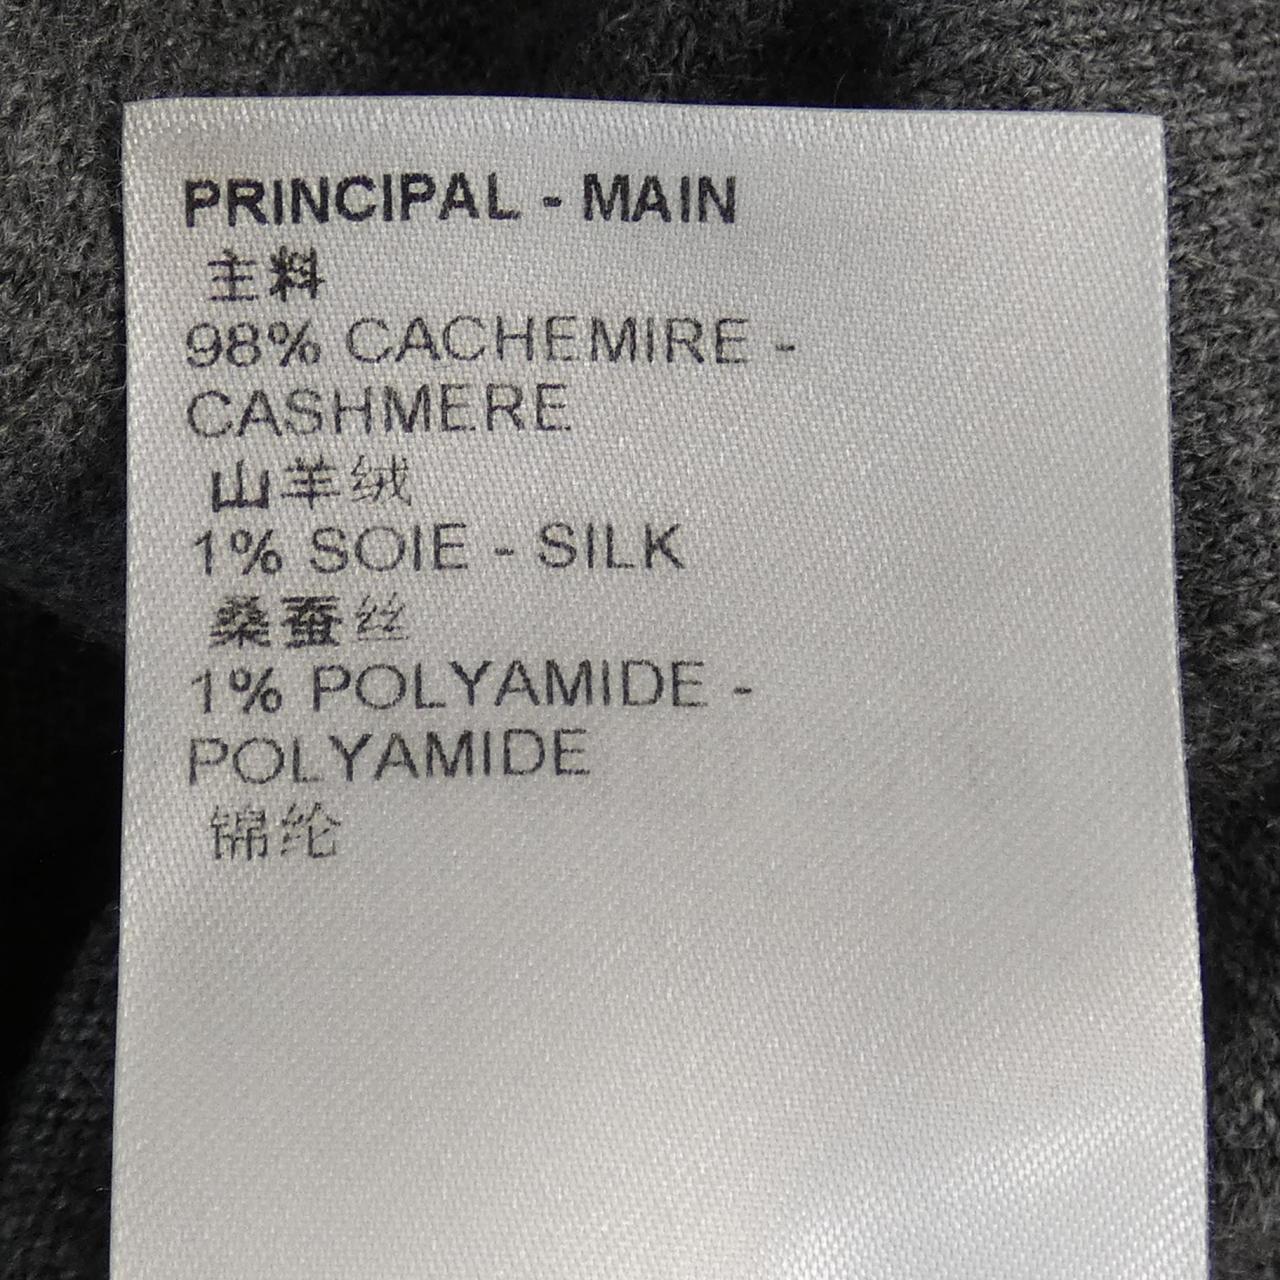 PRINCIPAL - MAIN
主料
98% CACHEMIRE -
CASHMERE
山羊绒
1% SOIE - SILK
桑蚕丝
1% POLYAMIDE -
POLYAMIDE
锦纶